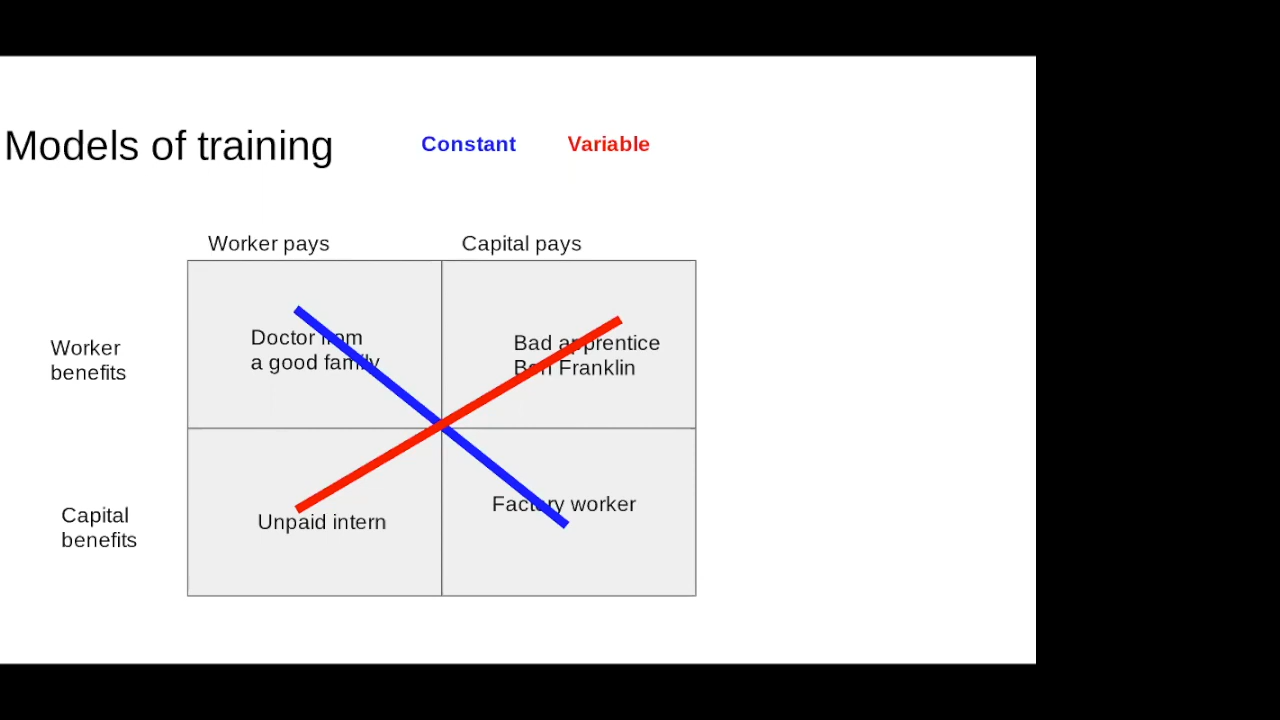 Models of training
Constant
Variable
Worker pays
Capital pays
Worker
benefits
Doctor from
a good family
Bad apprentice
Ben Franklin
Capital
benefits
Unpaid intern
Factory worker